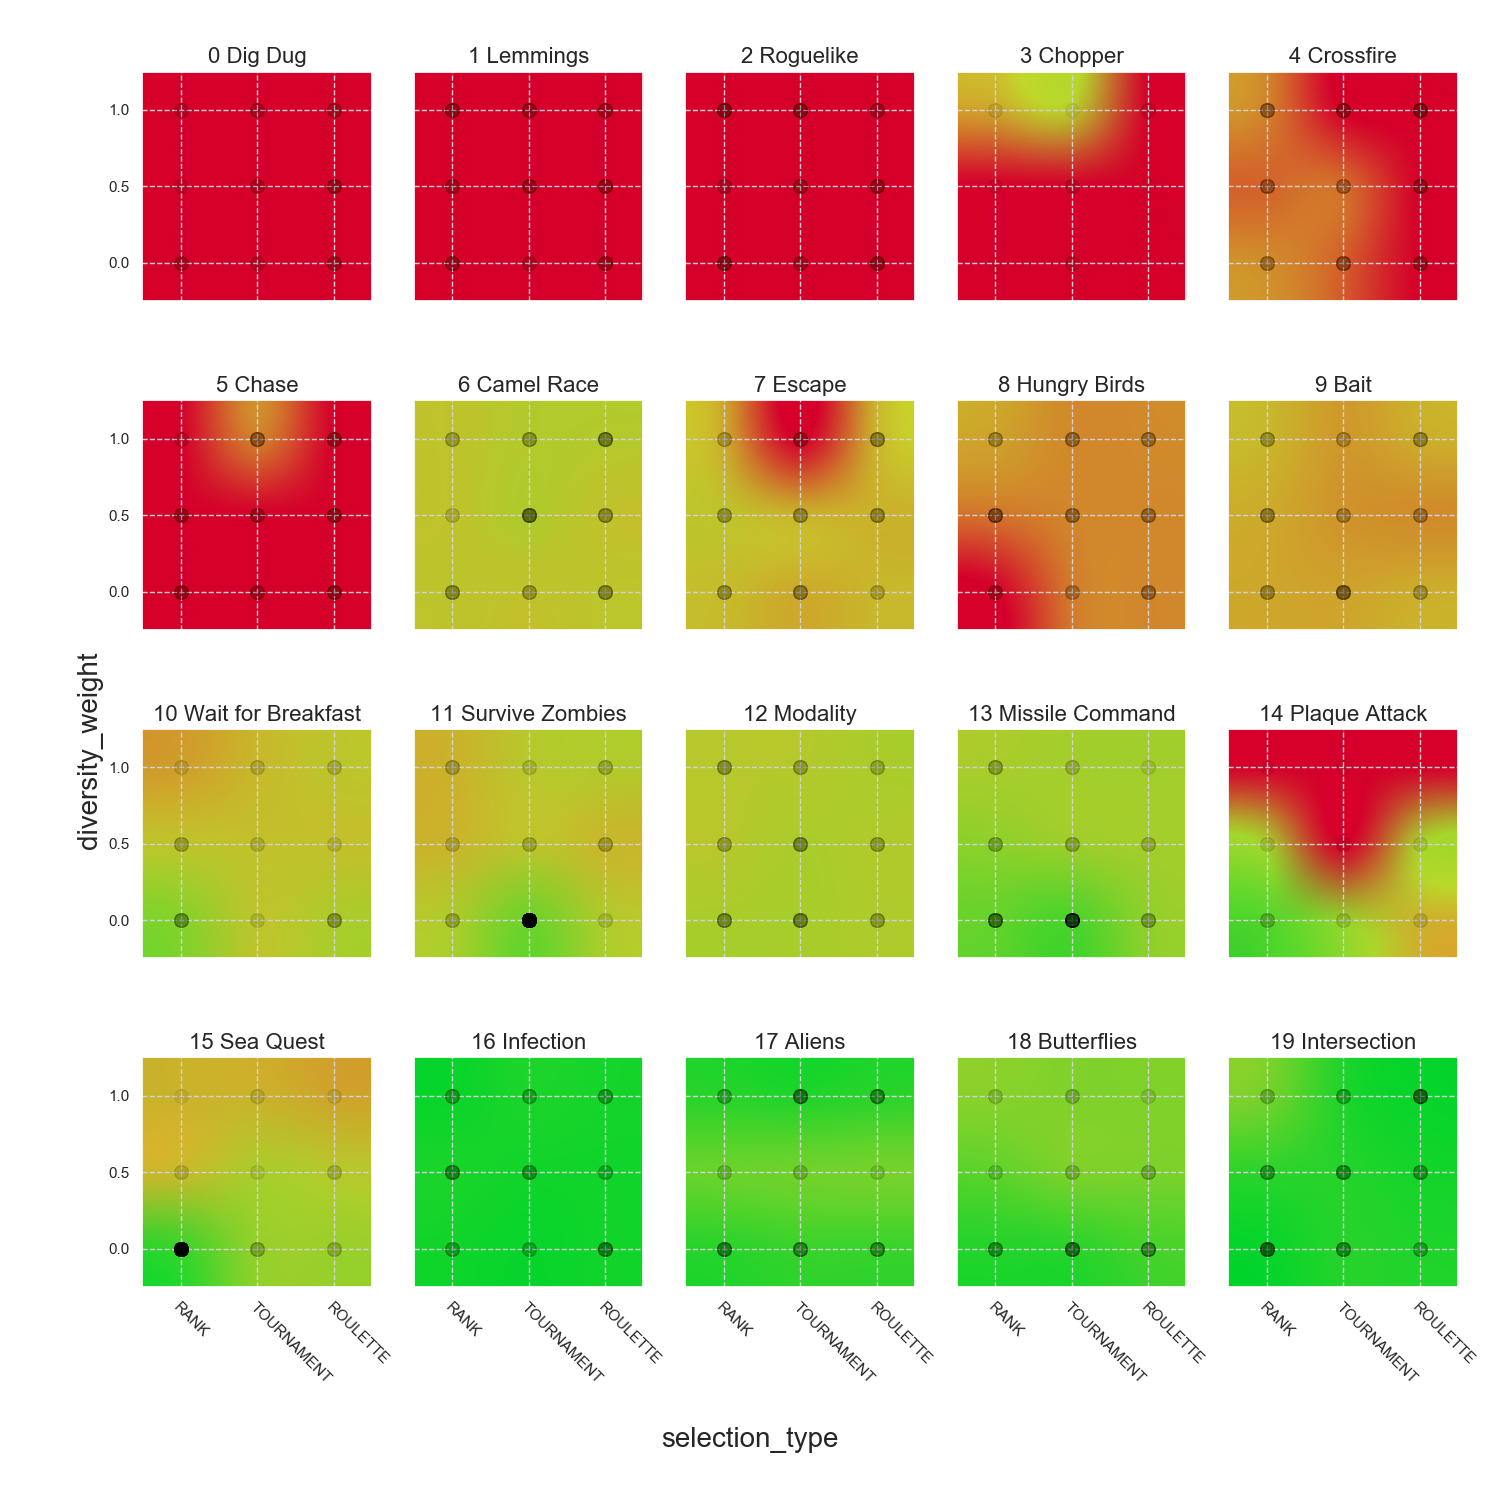 0 Dig Dug
1 Lemmings
2 Roguelike
3 Chopper
4 Crossfire
1.0
0.5
0.0
5 Chase
6 Camel Race
7 Escape
8 Hungry Birds
9 Bait
1.0
0.5
0.0
diversity_weight
10 Wait for Breakfast
11 Survive Zombies
12 Modality
13 Missile Command
14 Plaque Attack
1.0
0.5
0.0
15 Sea Quest
16 Infection
17 Aliens
18 Butterflies
19 Intersection
1.0
0.5
0.0
RANK
TOURNAMENT
ROULETTE
RANK
TOURNAMENT
ROULETTE
RANK
TOURNAMENT
ROULETTE
RANK
TOURNAMENT
ROULETTE
RANK
TOURNAMENT
ROULETTE
selection_type